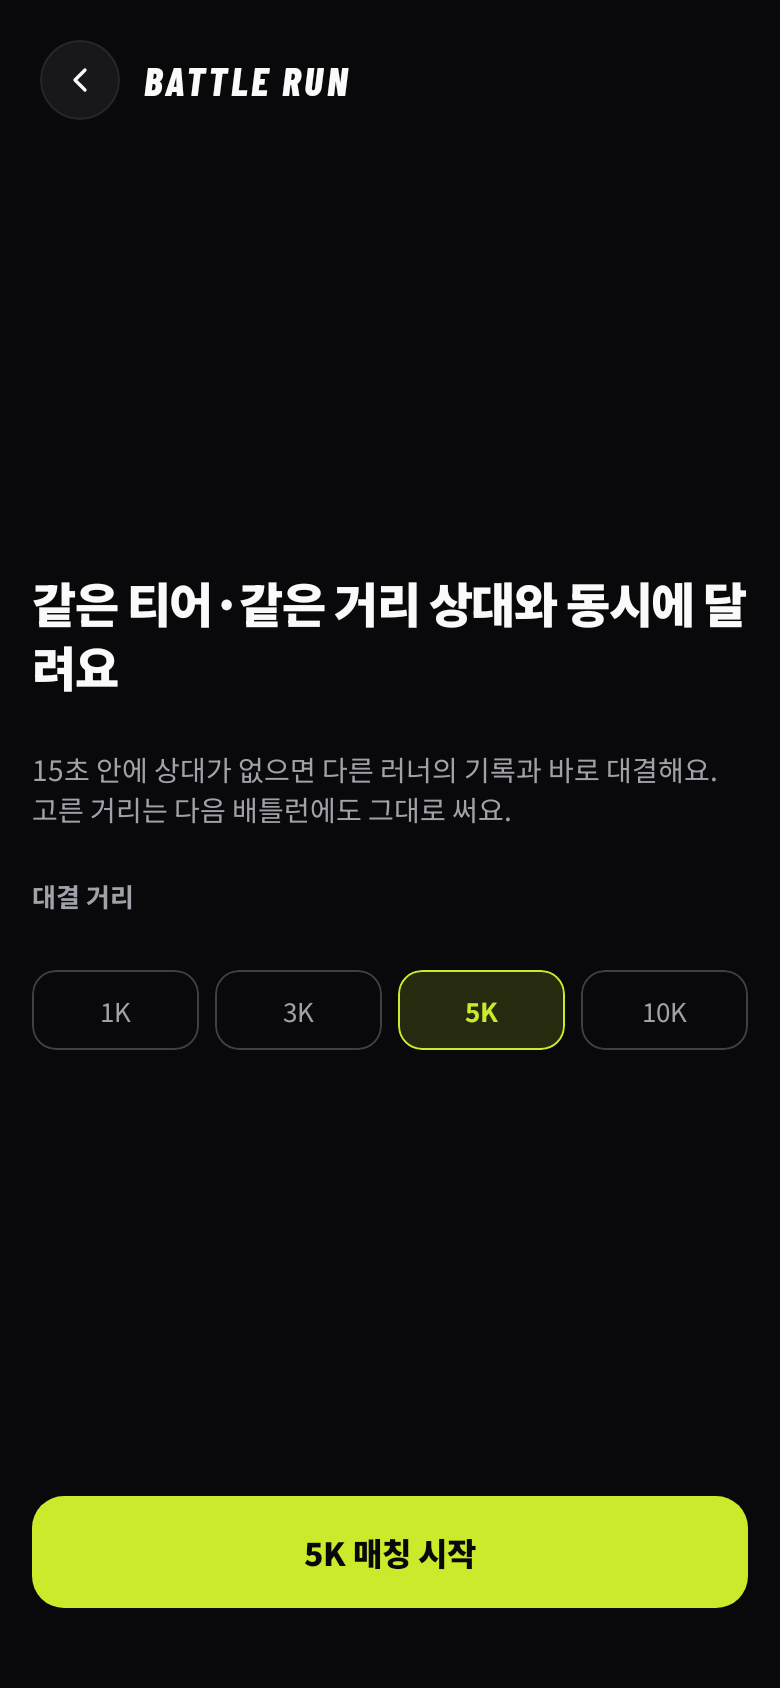 BATTLE RUN
같은 티어·같은 거리 상대와 동시에 달
려요
15초 안에 상대가 없으면 다른 러너의 기록과 바로 대결해요.
고른 거리는 다음 배틀런에도 그대로 써요.
대결 거리
1K 3K 5K 10K
5K 매칭 시작